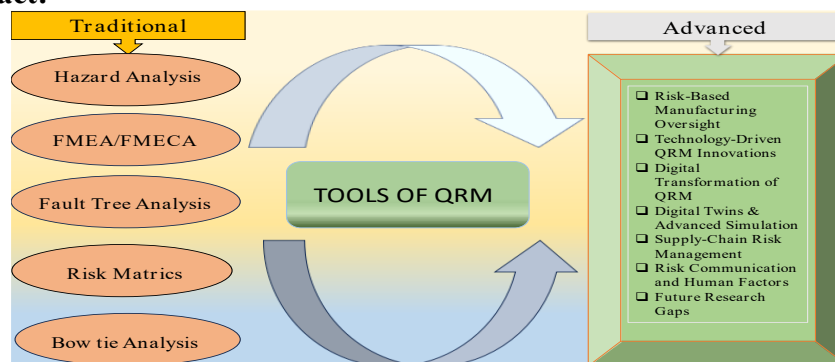 act:
Traditional
Advanced
Hazard Analysis
FMEA/FMECA
Fault Tree Analysis
Risk Matrics
Bow tie Analysis
TOOLS OF QRM
❑ Risk-Based
Manufacturing
Oversight
❑ Technology-Driven
QRM Innovations
❑ Digital
Transformation of
QRM
❑ Digital Twins &
Advanced Simulation
❑ Supply-Chain Risk
Management
❑ Risk Communication
and Human Factors
❑ Future Research
Gaps